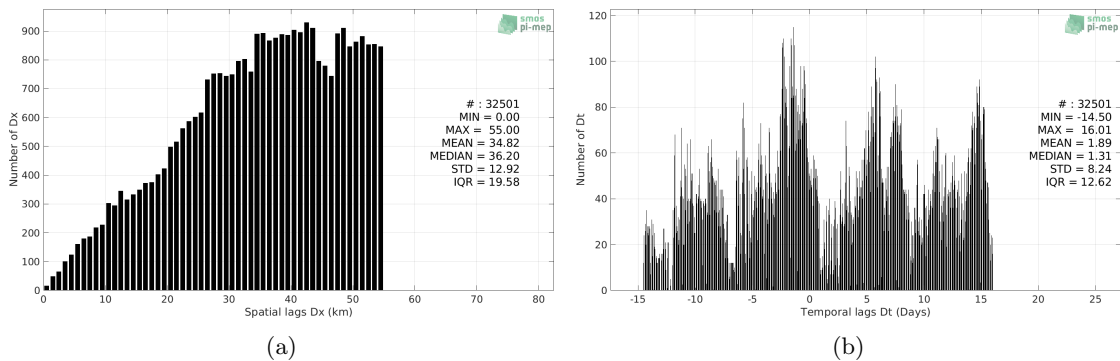 smos
pi-mep
900
800
700
600
500
400
300
200
100
0
Number of Dx
# : 32501
MIN = 0.00
MAX = 55.00
MEAN = 34.82
MEDIAN = 36.20
STD = 12.92
IQR = 19.58
0 10 20 30 40 50 60 70 80
Spatial lags Dx (km)
(a)
smos
pi-mep
120
100
80
60
40
20
0
Number of Dt
# : 32501
MIN = -14.50
MAX = 16.01
MEAN = 1.89
MEDIAN = 1.31
STD = 8.24
IQR = 12.62
-15 -10 -5 0 5 10 15 20 25
Temporal lags Dt (Days)
(b)